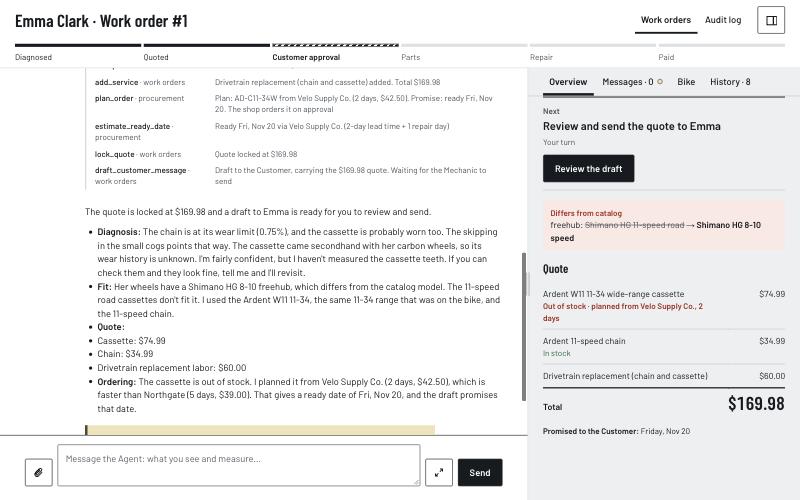 Emma Clark · Work order #1
Work orders
Audit log
Diagnosed
Quoted
Customer approval
Parts
Repair
Paid
add_service · work orders
Drivetrain replacement (chain and cassette) added. Total $169.98
plan_order · procurement
Plan: AD-C11-34W from Velo Supply Co. (2 days, $42.50). Promise: ready Fri, Nov
20. The shop orders it on approval
estimate_ready_date ·
procurement
Ready Fri, Nov 20 via Velo Supply Co. (2-day lead time + 1 repair day)
lock_quote · work orders
Quote locked at $169.98
draft_customer_message ·
work orders
Draft to the Customer, carrying the $169.98 quote. Waiting for the Mechanic to
send
The quote is locked at $169.98 and a draft to Emma is ready for you to review and send.
• Diagnosis: The chain is at its wear limit (0.75%), and the cassette is probably worn too. The skipping
in the small cogs points that way. The cassette came secondhand with her carbon wheels, so its
wear history is unknown. I'm fairly confident, but I haven't measured the cassette teeth. If you can
check them and they look fine, tell me and I'll revisit.
• Fit: Her wheels have a Shimano HG 8-10 freehub, which differs from the catalog model. The 11-speed
road cassettes don't fit it. I used the Ardent W11 11-34, the same 11-34 range that was on the bike, and
the 11-speed chain.
• Quote:
• Cassette: $74.99
• Chain: $34.99
• Drivetrain replacement labor: $60.00
• Ordering: The cassette is out of stock. I planned it from Velo Supply Co. (2 days, $42.50), which is
faster than Northgate (5 days, $39.00). That gives a ready date of Fri, Nov 20, and the draft promises
that date.
Message the Agent: what you see and measure...
Send
Overview
Messages · 0
Bike
History · 8
Next
Review and send the quote to Emma
Your turn
Review the draft
Differs from catalog
freehub: Shimano HG 11-speed road → Shimano HG 8-10
speed
Quote
Ardent W11 11-34 wide-range cassette
$74.99
Out of stock · planned from Velo Supply Co., 2
days
Ardent 11-speed chain
$34.99
In stock
Drivetrain replacement (chain and cassette)
$60.00
Total
$169.98
Promised to the Customer: Friday, Nov 20